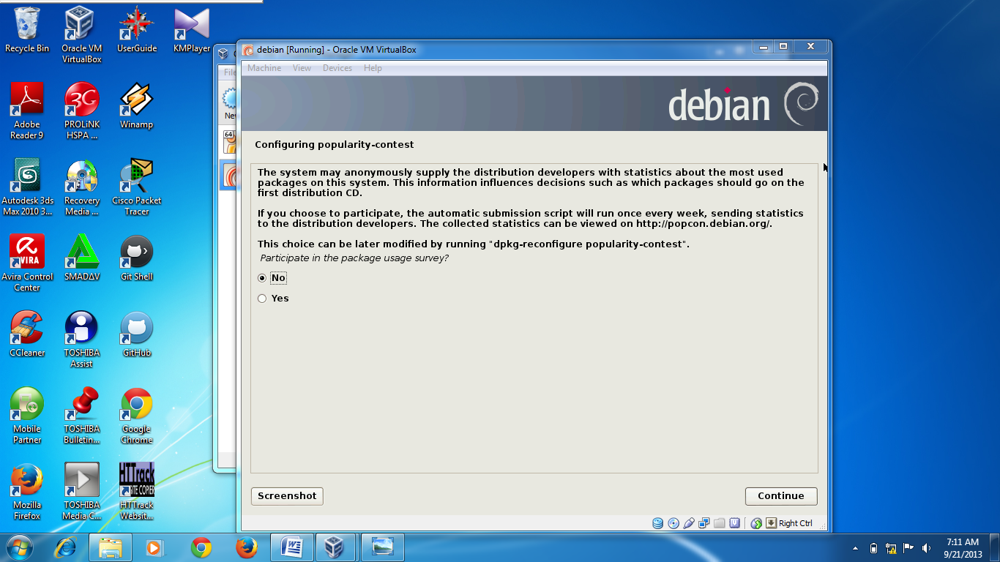 Recycle Bin
Oracle VM
VirtualBox
UserGuide
KMPlayer
Adobe
Reader 9
PROLiNK
HSPA ...
Winamp
Autodesk 3ds
Max 2010 3...
Recovery
Media ...
Cisco Packet
Tracer
Avira Control
Center
SMADAV
Git Shell
CCleaner
TOSHIBA
Assist
GitHub
Mobile
Partner
TOSHIBA
Bulletin...
Google
Chrome
Mozilla
Firefox
TOSHIBA
Media C...
HTTrack
Websit...
3G
AVIRA
HTTrack
SITE COPIER
File
New
64
debian [Running] - Oracle VM VirtualBox
Machine View Devices Help
debian
Configuring popularity-contest
The system may anonymously supply the distribution developers with statistics about the most used
packages on this system. This information influences decisions such as which packages should go on the
first distribution CD.
If you choose to participate, the automatic submission script will run once every week, sending statistics
to the distribution developers. The collected statistics can be viewed on http://popcon.debian.org/.
This choice can be later modified by running "dpkg-reconfigure popularity-contest".
Participate in the package usage survey?
No
Yes
Screenshot Continue
Right Ctrl
7:11 AM
9/21/2013